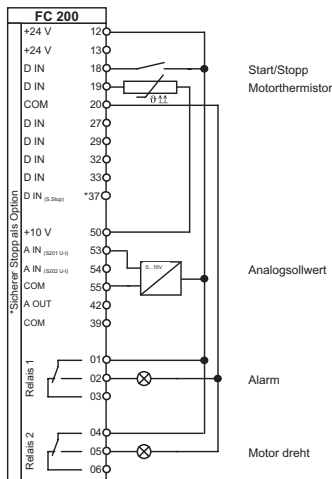 FC 200
+24 V 12
+24 V 13
D IN 18 Start/Stopp
D IN 19 Motorthermistor
ϑ ↑↑
COM 20
D IN 27
D IN 29
D IN 32
D IN 33
D IN (S.Stop) *37
*Sicherer Stopp als Option
+10 V 50
A IN (S201 U-I) 53 0...10V
A IN (S202 U-I) 54 Analogsollwert
COM 55
A OUT 42
COM 39
Relais 1
01
02 Alarm
03
Relais 2
04
05 Motor dreht
06